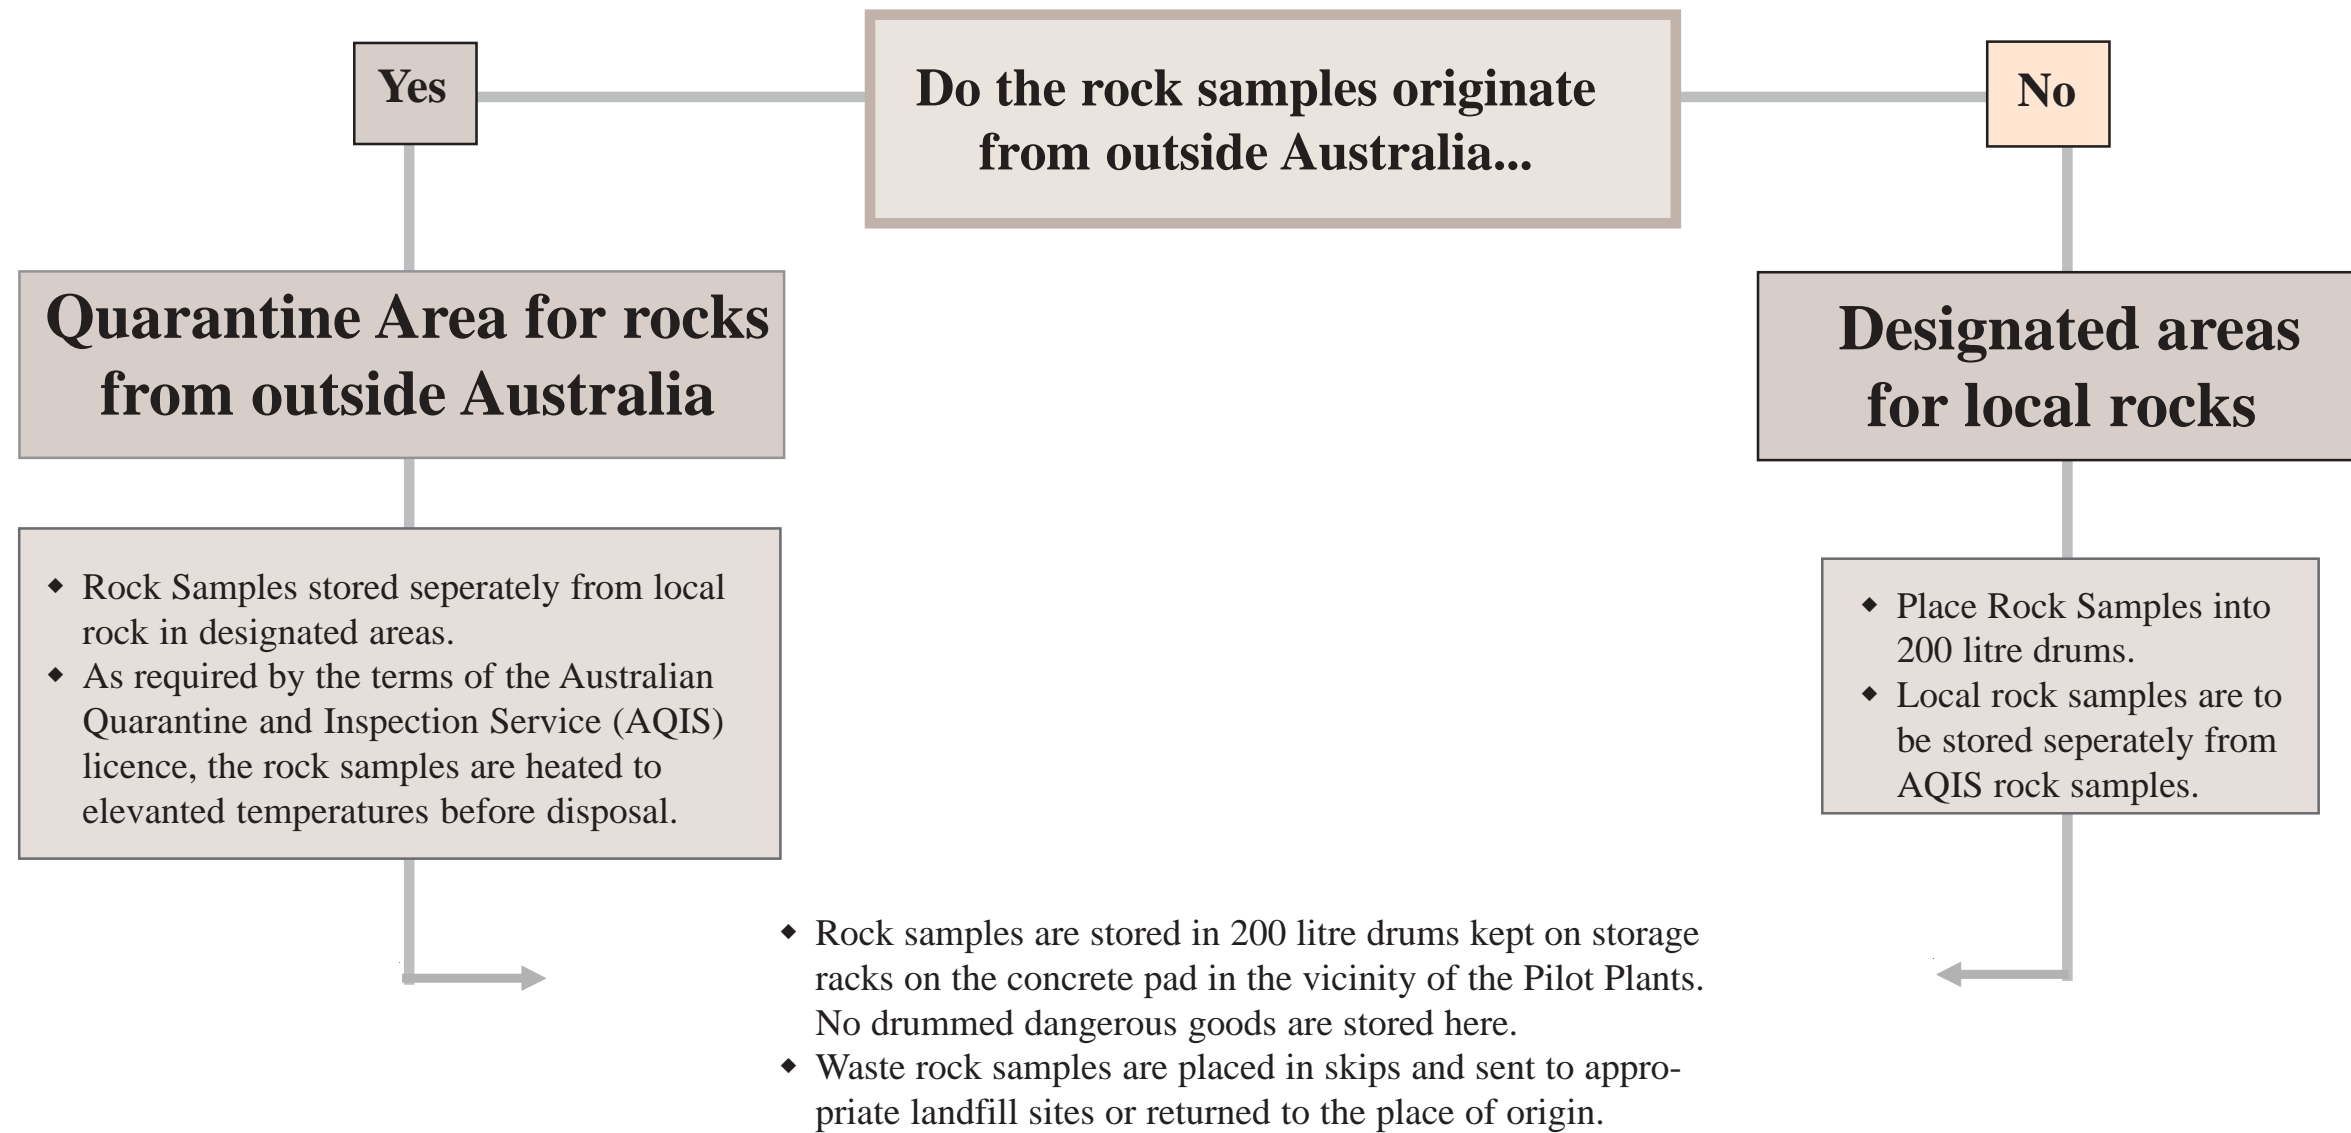 Do the rock samples originate
from outside Australia...
Yes
No
Quarantine Area for rocks
from outside Australia
Designated areas
for local rocks
◆ Rock Samples stored seperately from local
rock in designated areas.
◆ As required by the terms of the Australian
Quarantine and Inspection Service (AQIS)
licence, the rock samples are heated to
elevanted temperatures before disposal.
◆ Place Rock Samples into
200 litre drums.
◆ Local rock samples are to
be stored seperately from
AQIS rock samples.
◆ Rock samples are stored in 200 litre drums kept on storage
racks on the concrete pad in the vicinity of the Pilot Plants.
No drummed dangerous goods are stored here.
◆ Waste rock samples are placed in skips and sent to appro-
priate landfill sites or returned to the place of origin.